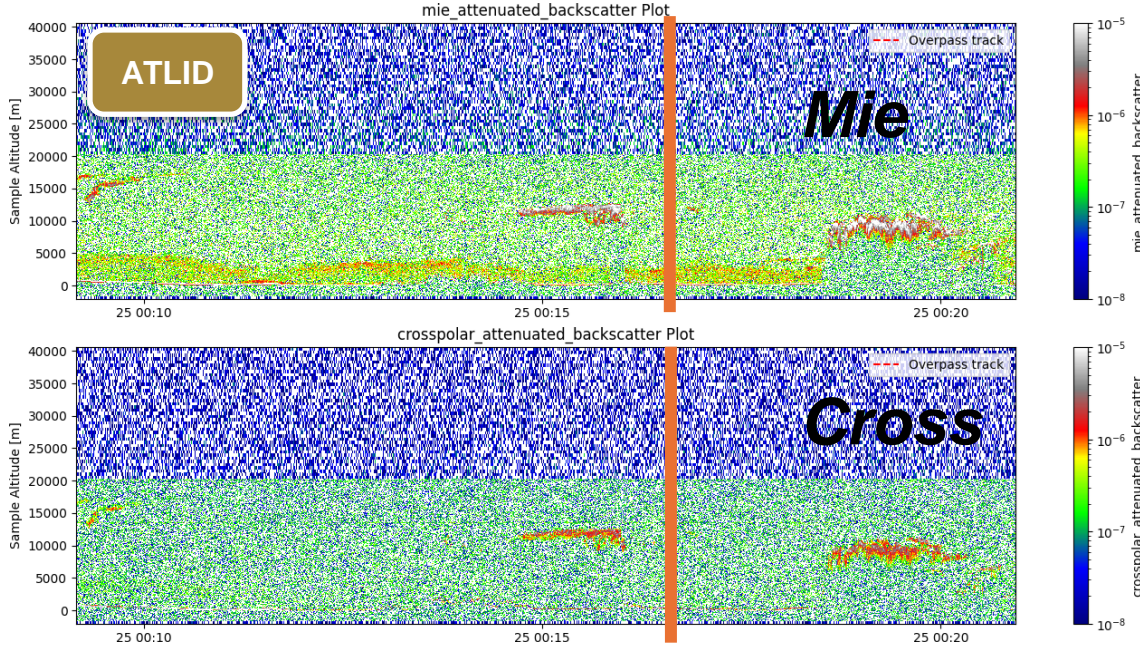 mie_attenuated_backscatter Plot
ATLID
Overpass track
Mie
Sample Altitude [m]
40000
35000
30000
25000
20000
15000
10000
5000
0
25 00:10
25 00:15
25 00:20
10⁻⁵
10⁻⁶
10⁻⁷
10⁻⁸
mie_attenuated_backscatter
crosspolar_attenuated_backscatter Plot
Overpass track
Cross
Sample Altitude [m]
40000
35000
30000
25000
20000
15000
10000
5000
0
25 00:10
25 00:15
25 00:20
10⁻⁵
10⁻⁶
10⁻⁷
10⁻⁸
crosspolar_attenuated_backscatter